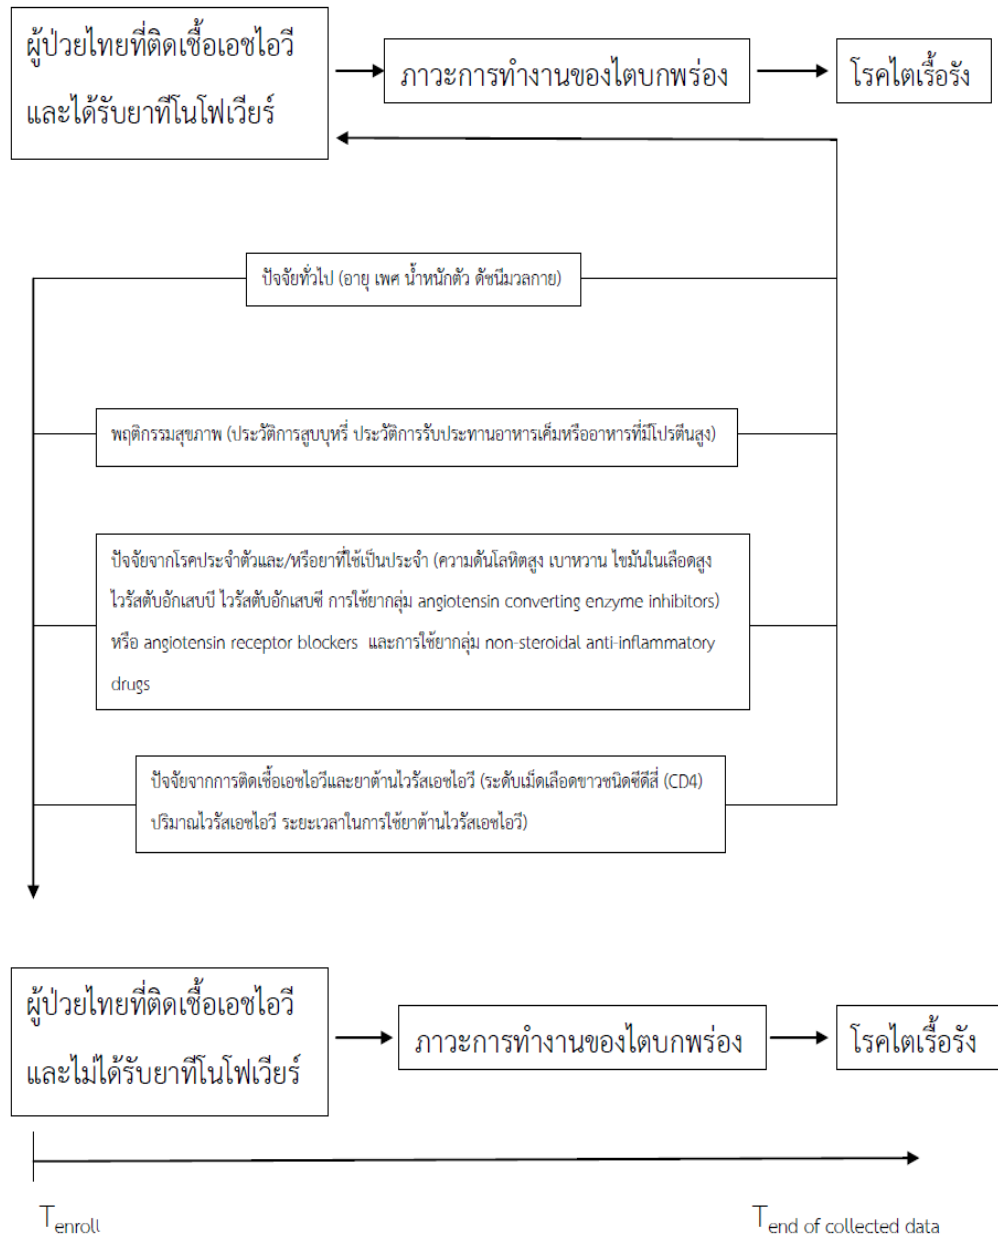 ผู้ป่วยไทยที่ติดเชื้อเอชไอวี
และได้รับยาทีโนโฟเวียร์
ภาวะการทำงานของไตบกพร่อง
โรคไตเรื้อรัง
ปัจจัยทั่วไป (อายุ เพศ น้ำหนักตัว ดัชนีมวลกาย)
พฤติกรรมสุขภาพ (ประวัติการสูบบุหรี่ ประวัติการรับประทานอาหารเค็มหรืออาหารที่มีโปรตีนสูง)
ปัจจัยจากโรคประจำตัวและ/หรือยาที่ใช้เป็นประจำ (ความดันโลหิตสูง เบาหวาน ไขมันในเลือดสูง
ไวรัสตับอักเสบบี ไวรัสตับอักเสบซี การใช้ยากลุ่ม angiotensin converting enzyme inhibitors)
หรือ angiotensin receptor blockers และการใช้ยากลุ่ม non-steroidal anti-inflammatory
drugs
ปัจจัยจากการติดเชื้อเอชไอวีและยาต้านไวรัสเอชไอวี (ระดับเม็ดเลือดขาวชนิดซีดีสี่ (CD4)
ปริมาณไวรัสเอชไอวี ระยะเวลาในการใช้ยาต้านไวรัสเอชไอวี)
ผู้ป่วยไทยที่ติดเชื้อเอชไอวี
และไม่ได้รับยาทีโนโฟเวียร์
ภาวะการทำงานของไตบกพร่อง
โรคไตเรื้อรัง
Tenroll
Tend of collected data